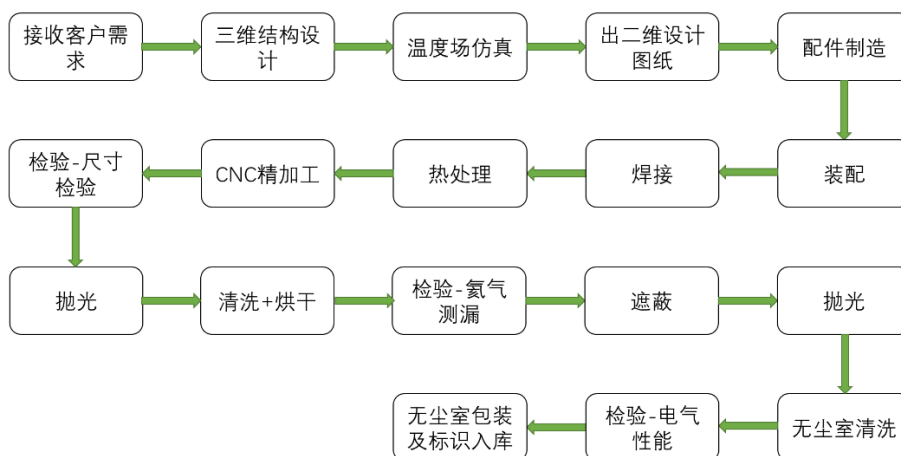 接收客户需
求
三维结构设
计
温度场仿真
出二维设计
图纸
配件制造
装配
焊接
热处理
CNC精加工
检验-尺寸
检验
抛光
清洗+烘干
检验-氦气
测漏
遮蔽
抛光
无尘室清洗
检验-电气
性能
无尘室包装
及标识入库